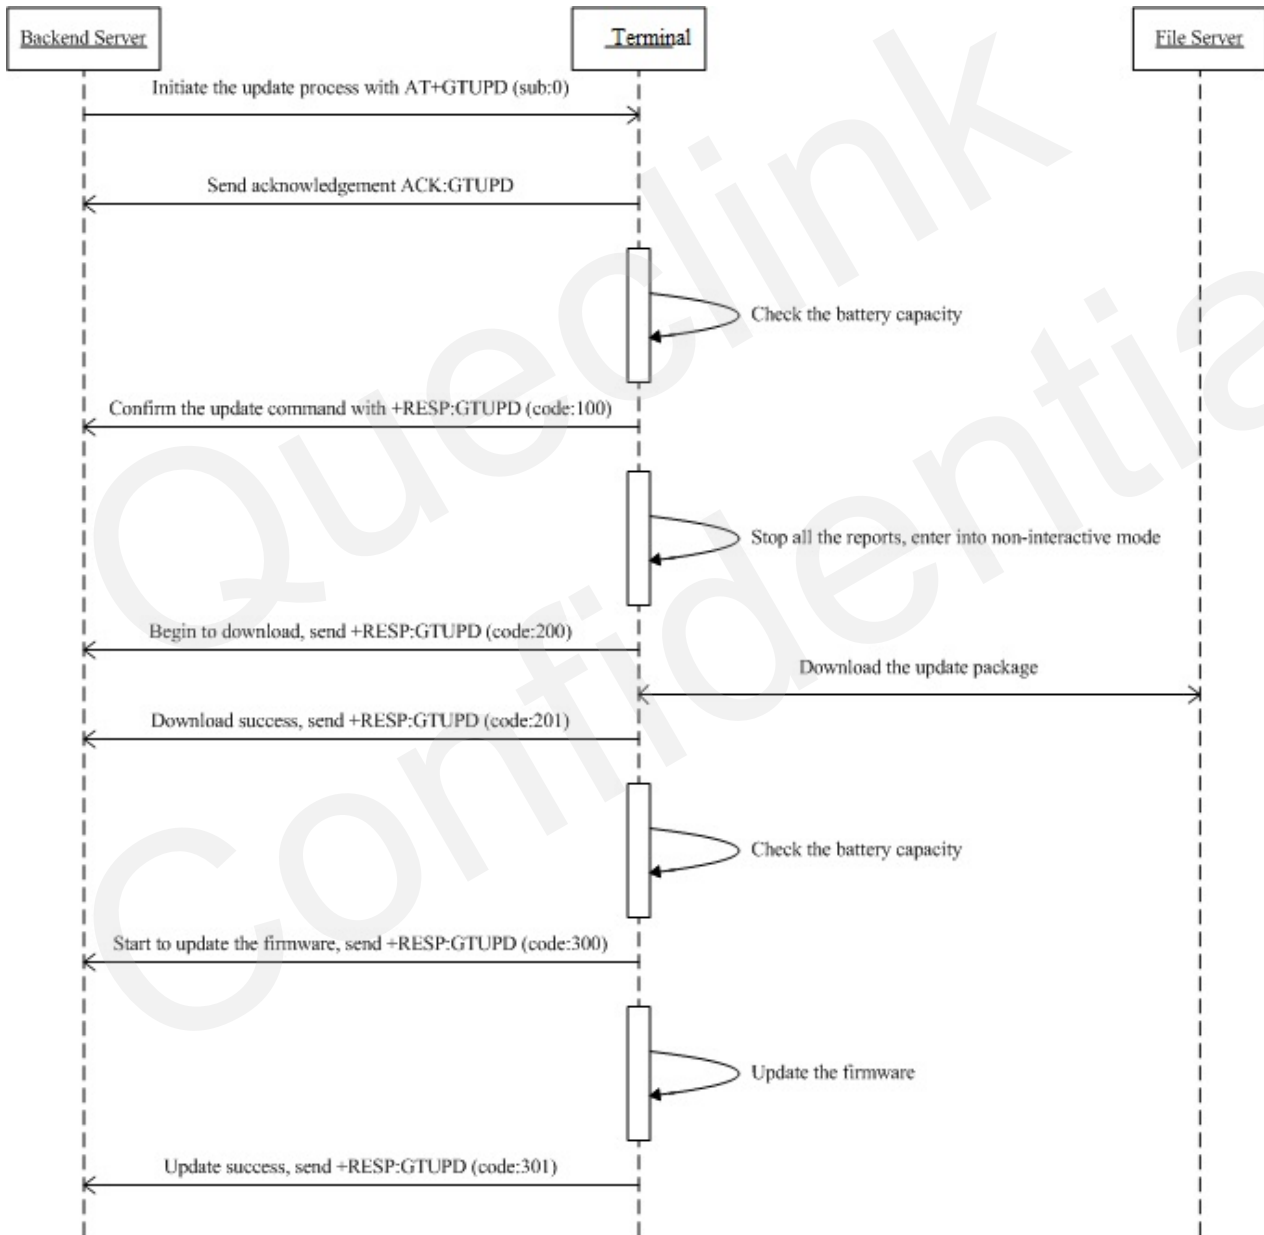 Backend Server
Terminal
File Server
Initiate the update process with AT+GTUPD (sub:0)
Send acknowledgement ACK:GTUPD
Check the battery capacity
Confirm the update command with +RESP:GTUPD (code:100)
Stop all the reports, enter into non-interactive mode
Begin to download, send +RESP:GTUPD (code:200)
Download the update package
Download success, send +RESP:GTUPD (code:201)
Check the battery capacity
Start to update the firmware, send +RESP:GTUPD (code:300)
Update the firmware
Update success, send +RESP:GTUPD (code:301)
Queclink
Confidentia